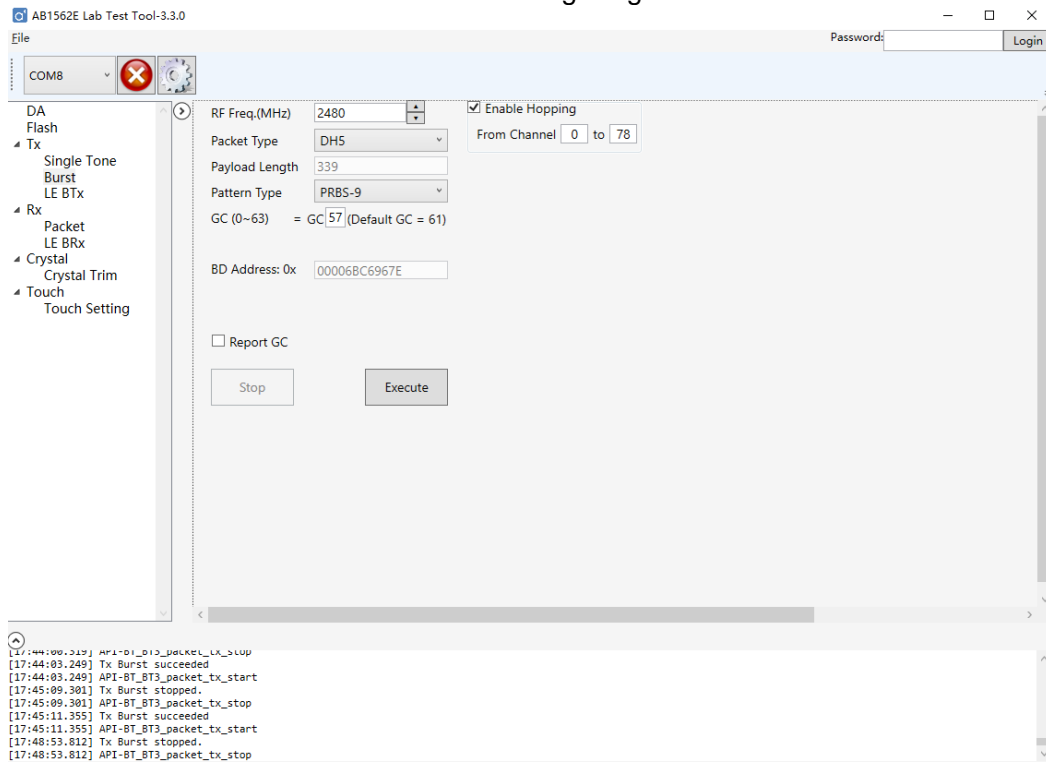 AB1562E Lab Test Tool-3.3.0
File
Password:
Login
COM8
DA
Flash
Tx
Single Tone
Burst
LE BTx
Rx
Packet
LE BRx
Crystal
Crystal Trim
Touch
Touch Setting
RF Freq.(MHz) 2480
Packet Type DH5
Payload Length 339
Pattern Type PRBS-9
GC (0~63) = GC 57 (Default GC = 61)
BD Address: 0x 00006BC6967E
Report GC
Stop Execute
Enable Hopping
From Channel 0 to 78
[17:44:00.319] API-BT_BT3_packet_tx_stop
[17:44:03.249] Tx Burst succeeded
[17:44:03.249] API-BT_BT3_packet_tx_start
[17:45:09.301] Tx Burst stopped.
[17:45:09.301] API-BT_BT3_packet_tx_stop
[17:45:11.355] Tx Burst succeeded
[17:45:11.355] API-BT_BT3_packet_tx_start
[17:48:53.812] Tx Burst stopped.
[17:48:53.812] API-BT_BT3_packet_tx_stop